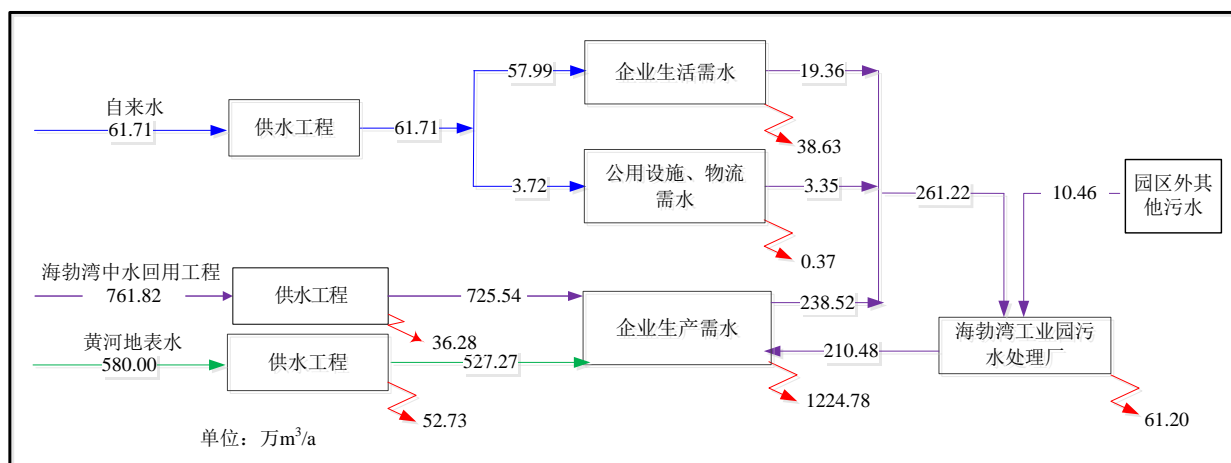 自来水
61.71
供水工程
61.71
57.99
企业生活需水
19.36
38.63
3.72
公用设施、物流
需水
3.35
0.37
261.22
10.46
园区外其
他污水
海勃湾中水回用工程
761.82
供水工程
725.54
36.28
企业生产需水
238.52
黄河地表水
580.00
供水工程
527.27
52.73
210.48
1224.78
海勃湾工业园污
水处理厂
61.20
单位：万m³/a